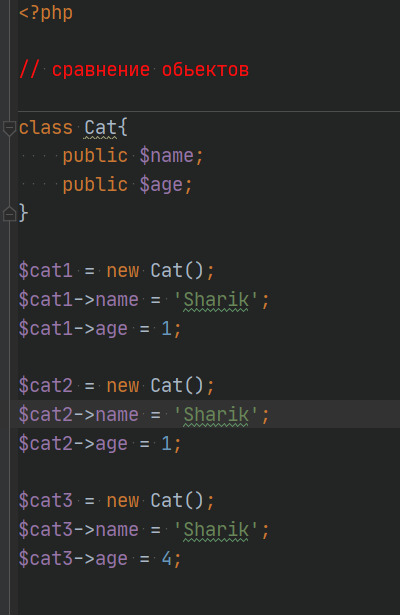 <?php
// сравнение обьектов
class Cat{
public $name;
public $age;
}
$cat1 = new Cat();
$cat1->name = 'Sharik';
$cat1->age = 1;
$cat2 = new Cat();
$cat2->name = 'Sharik';
$cat2->age = 1;
$cat3 = new Cat();
$cat3->name = 'Sharik';
$cat3->age = 4;